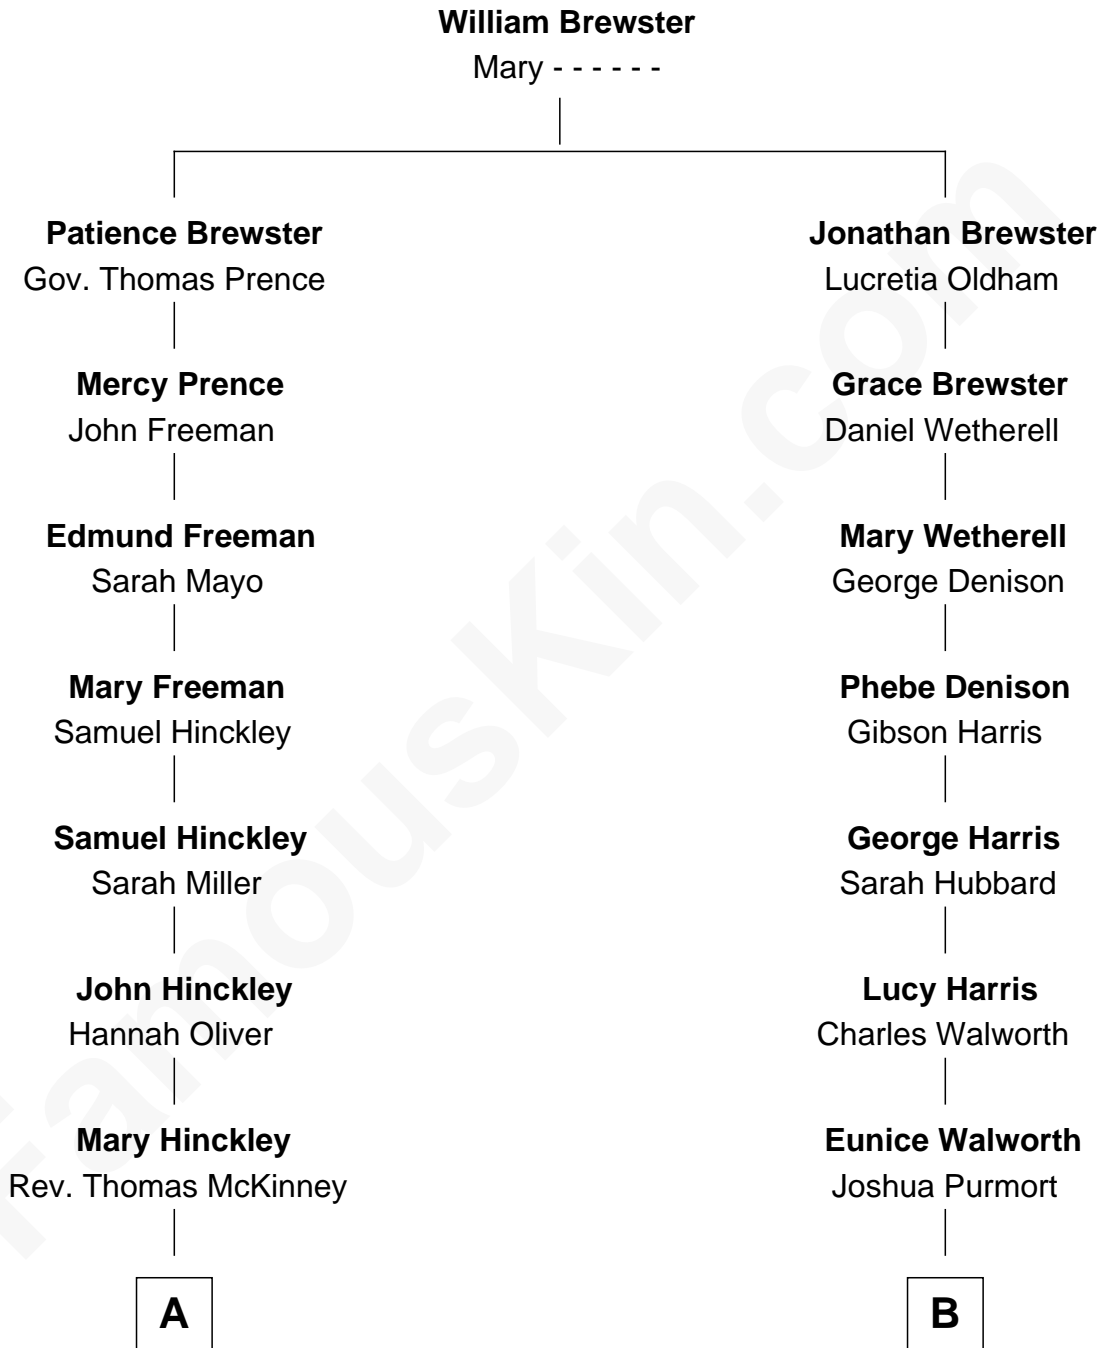 William Brewster
Mary - - - - - -
Patience Brewster
Gov. Thomas Prence
Jonathan Brewster
Lucretia Oldham
Mercy Prence
John Freeman
Grace Brewster
Daniel Wetherell
Edmund Freeman
Sarah Mayo
Mary Wetherell
George Denison
Mary Freeman
Samuel Hinckley
Phebe Denison
Gibson Harris
Samuel Hinckley
Sarah Miller
George Harris
Sarah Hubbard
John Hinckley
Hannah Oliver
Lucy Harris
Charles Walworth
Mary Hinckley
Rev. Thomas McKinney
Eunice Walworth
Joshua Purmort
A
B
FamousKin.com